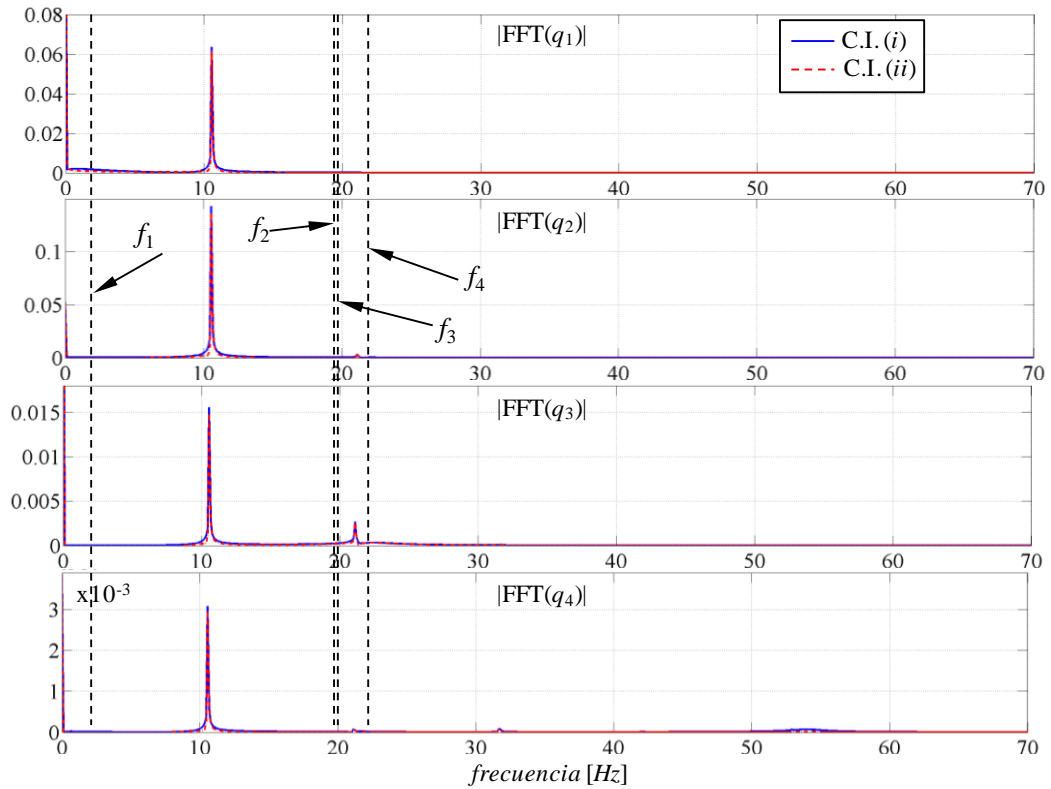 0.08
0.06
0.04
0.02
0
|FFT(q1)|
C.I. (i)
C.I. (ii)
0 10 20 30 40 50 60 70
|FFT(q2)|
0.1
0.05
0
f1
f2
f3
f4
0 10 20 30 40 50 60 70
|FFT(q3)|
0.015
0.01
0.005
0
0 10 20 30 40 50 60 70
x10-3
|FFT(q4)|
3
2
1
0
0 10 20 30 40 50 60 70
frecuencia [Hz]